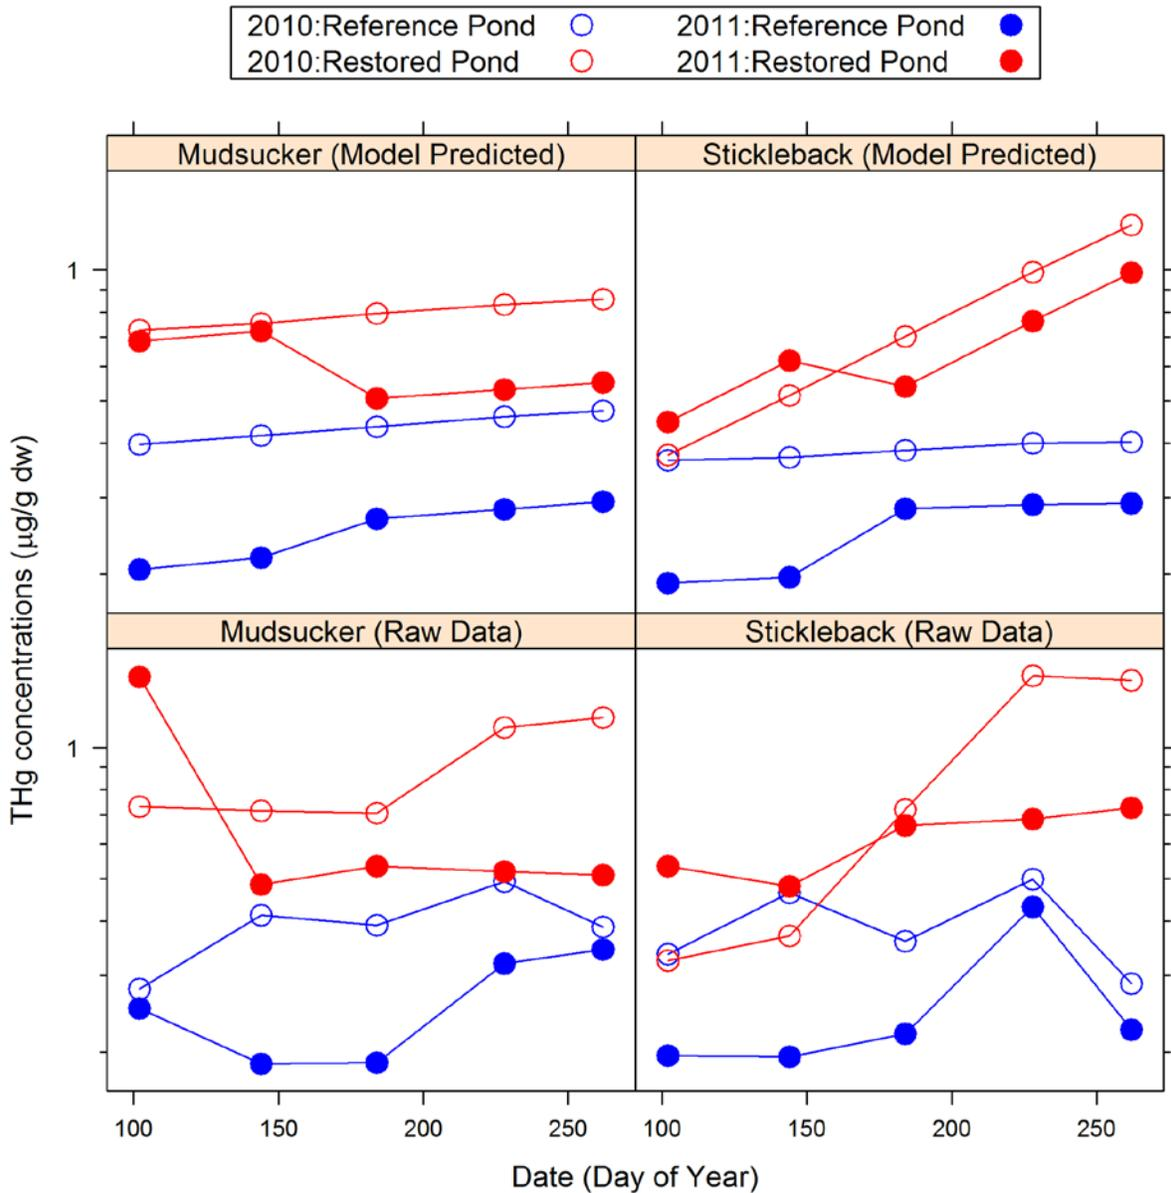 2010:Reference Pond 2011:Reference Pond
2010:Restored Pond 2011:Restored Pond
Mudsucker (Model Predicted) Stickleback (Model Predicted)
1
THg concentrations (µg/g dw)
Mudsucker (Raw Data) Stickleback (Raw Data)
1
100 150 200 250 100 150 200 250
Date (Day of Year)